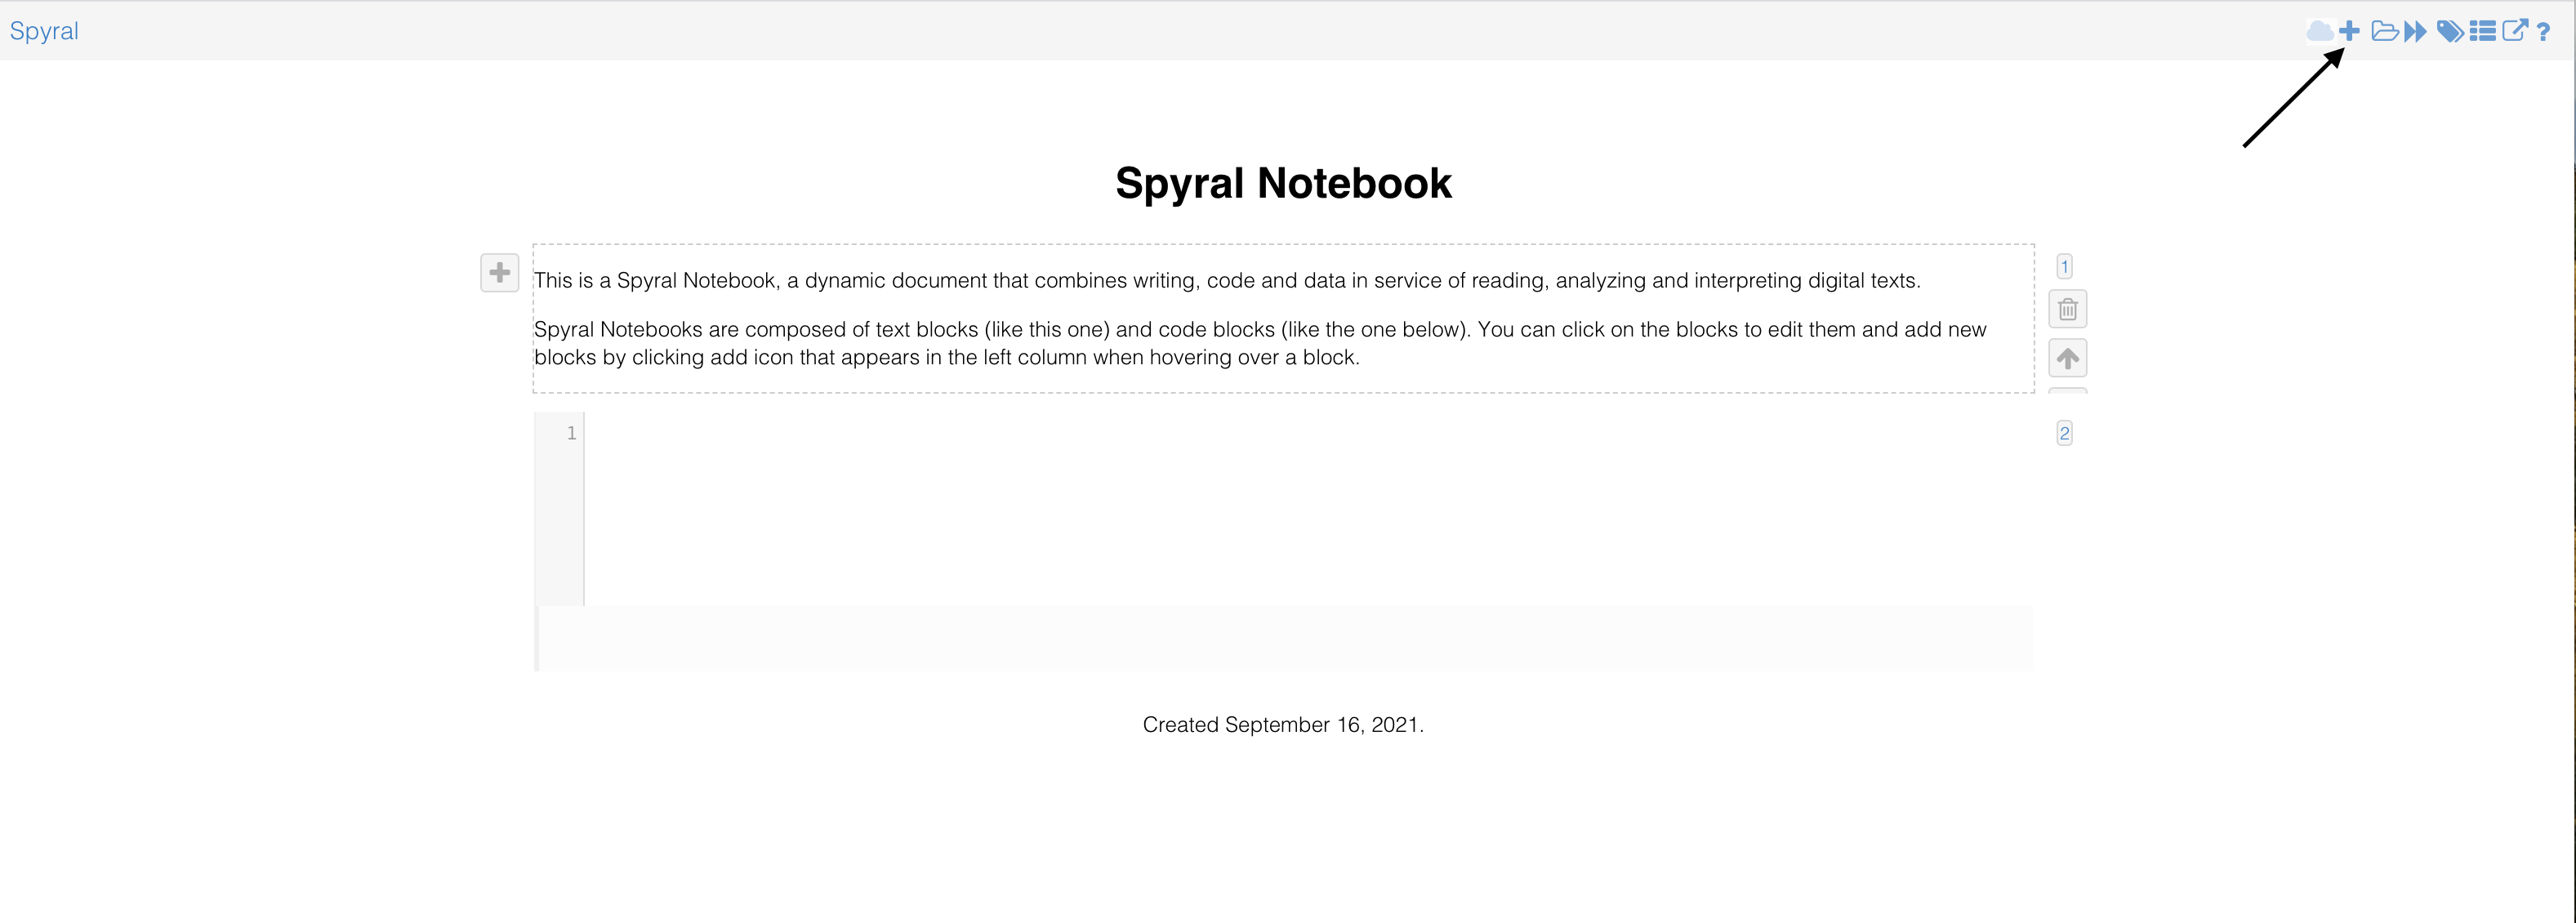 Spyral
?
Spyral Notebook
This is a Spyral Notebook, a dynamic document that combines writing, code and data in service of reading, analyzing and interpreting digital texts.
1
Spyral Notebooks are composed of text blocks (like this one) and code blocks (like the one below). You can click on the blocks to edit them and add new
blocks by clicking add icon that appears in the left column when hovering over a block.
1
2
Created September 16, 2021.